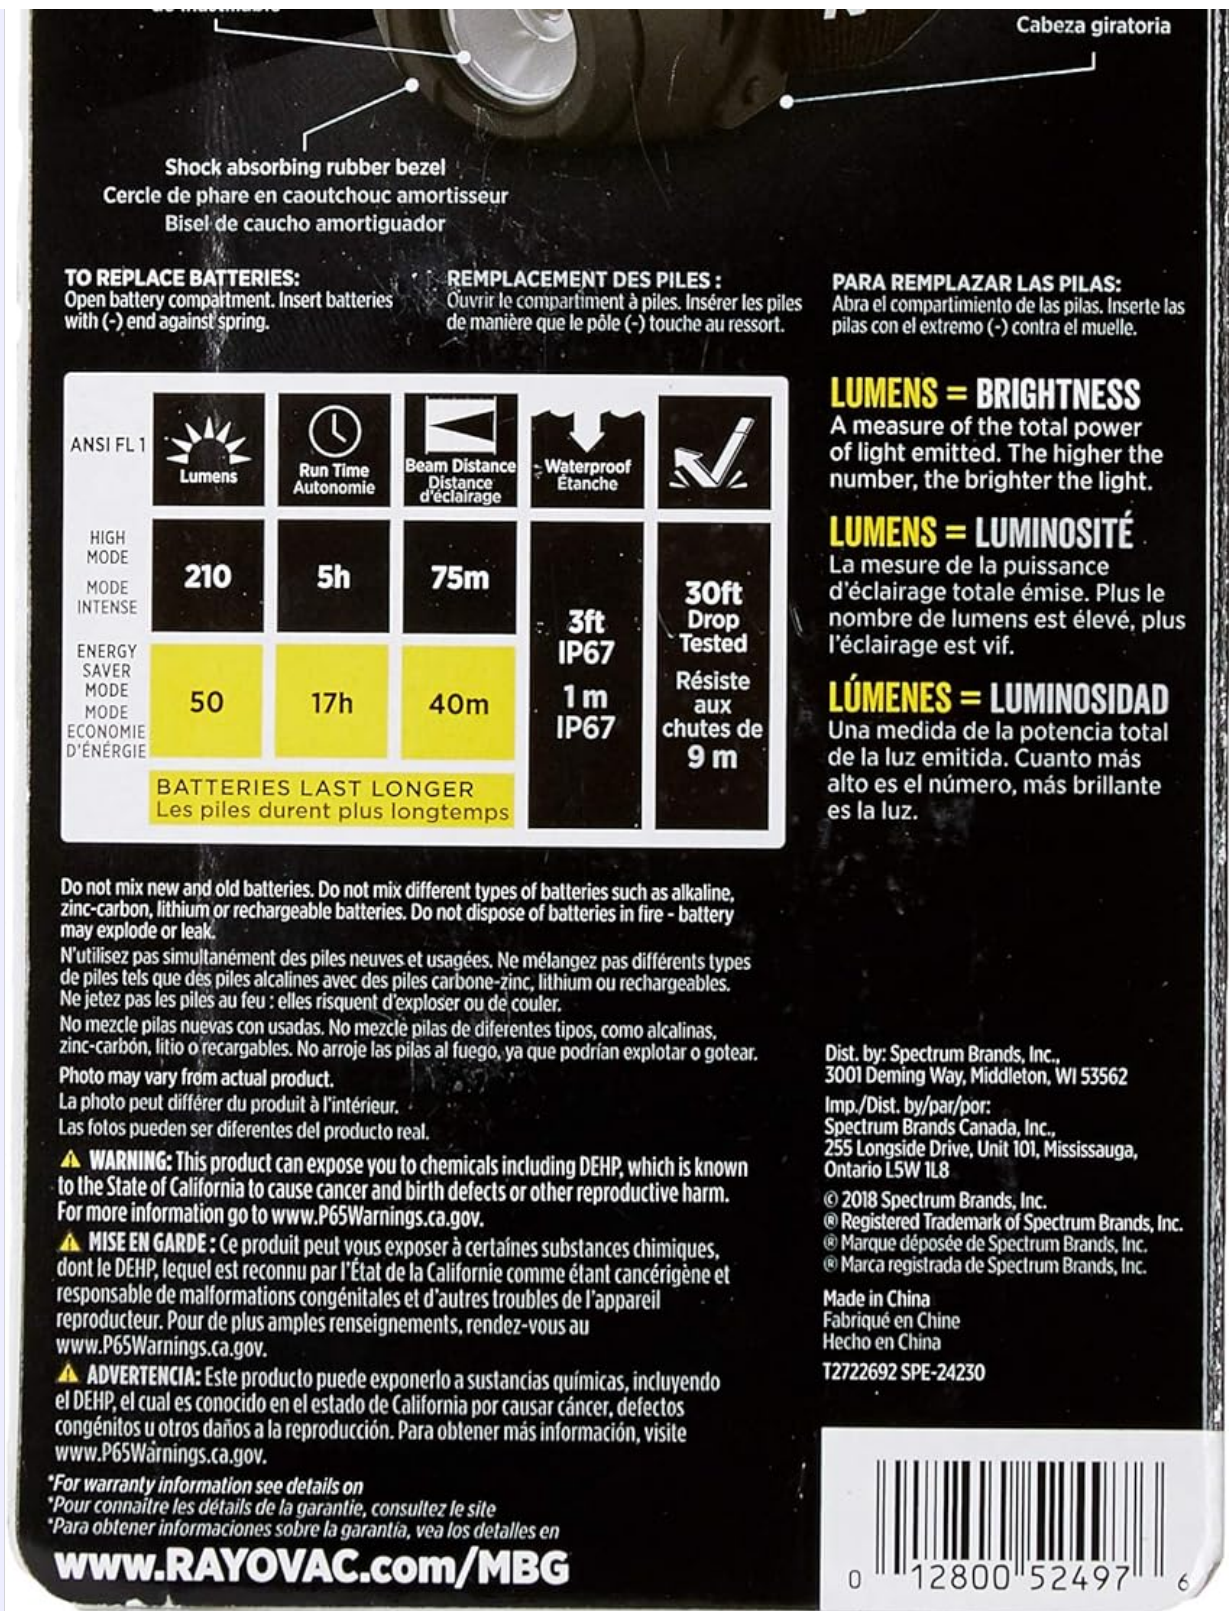 Cabeza giratoria
Shock absorbing rubber bezel
Cercle de phare en caoutchouc amortisseur
Bisel de caucho amortiguador
TO REPLACE BATTERIES:
Open battery compartment. Insert batteries
with (-) end against spring.
REMPLACEMENT DES PILES :
Ouvrir le compartiment à piles. Insérer les piles
de manière que le pôle (-) touche au ressort.
PARA REMPLAZAR LAS PILAS:
Abra el compartimiento de las pilas. Inserte las
pilas con el extremo (-) contra el muelle.
ANSI FL 1
Lumens
Run Time
Autonomie
Beam Distance
Distance
d'éclairage
Waterproof
Étanche
HIGH
MODE
MODE
INTENSE
210
5h
75m
ENERGY
SAVER
MODE
MODE
ECONOMIE
D'ÉNÉRGIE
50
17h
40m
3ft
IP67
1 m
IP67
30ft
Drop
Tested
Résiste
aux
chutes de
9 m
BATTERIES LAST LONGER
Les piles durent plus longtemps
LUMENS = BRIGHTNESS
A measure of the total power
of light emitted. The higher the
number, the brighter the light.
LUMENS = LUMINOSITÉ
La mesure de la puissance
d'éclairage totale émise. Plus le
nombre de lumens est élevé, plus
l'éclairage est vif.
LÚMENES = LUMINOSIDAD
Una medida de la potencia total
de la luz emitida. Cuanto más
alto es el número, más brillante
es la luz.
Do not mix new and old batteries. Do not mix different types of batteries such as alkaline,
zinc-carbon, lithium or rechargeable batteries. Do not dispose of batteries in fire - battery
may explode or leak.
N'utilisez pas simultanément des piles neuves et usagées. Ne mélangez pas différents types
de piles tels que des piles alcalines avec des piles carbone-zinc, lithium ou rechargeables.
Ne jetez pas les piles au feu : elles risquent d'exploser ou de couler.
No mezcle pilas nuevas con usadas. No mezcle pilas de diferentes tipos, como alcalinas,
zinc-carbón, litio o recargables. No arroje las pilas al fuego, ya que podrían explotar o gotear.
Photo may vary from actual product.
La photo peut différer du produit à l'intérieur.
Las fotos pueden ser diferentes del producto real.
⚠ WARNING: This product can expose you to chemicals including DEHP, which is known
to the State of California to cause cancer and birth defects or other reproductive harm.
For more information go to www.P65Warnings.ca.gov.
⚠ MISE EN GARDE : Ce produit peut vous exposer à certaines substances chimiques,
dont le DEHP, lequel est reconnu par l'État de la Californie comme étant cancérigène et
responsable de malformations congénitales et d'autres troubles de l'appareil
reproducteur. Pour de plus amples renseignements, rendez-vous au
www.P65Warnings.ca.gov.
⚠ ADVERTENCIA: Este producto puede exponerlo a sustancias químicas, incluyendo
el DEHP, el cual es conocido en el estado de California por causar cáncer, defectos
congénitos u otros daños a la reproducción. Para obtener más información, visite
www.P65Warnings.ca.gov.
*For warranty information see details on
*Pour connaître les détails de la garantie, consultez le site
*Para obtener informaciones sobre la garantía, vea los detalles en
www.RAYOVAC.com/MBG
Dist. by: Spectrum Brands, Inc.,
3001 Deming Way, Middleton, WI 53562
Imp./Dist. by/par/por:
Spectrum Brands Canada, Inc.,
255 Longside Drive, Unit 101, Mississauga,
Ontario L5W 1L8
© 2018 Spectrum Brands, Inc.
® Registered Trademark of Spectrum Brands, Inc.
® Marque déposée de Spectrum Brands, Inc.
® Marca registrada de Spectrum Brands, Inc.
Made in China
Fabriqué en Chine
Hecho en China
T2722692 SPE-24230
0 12800 52497 6